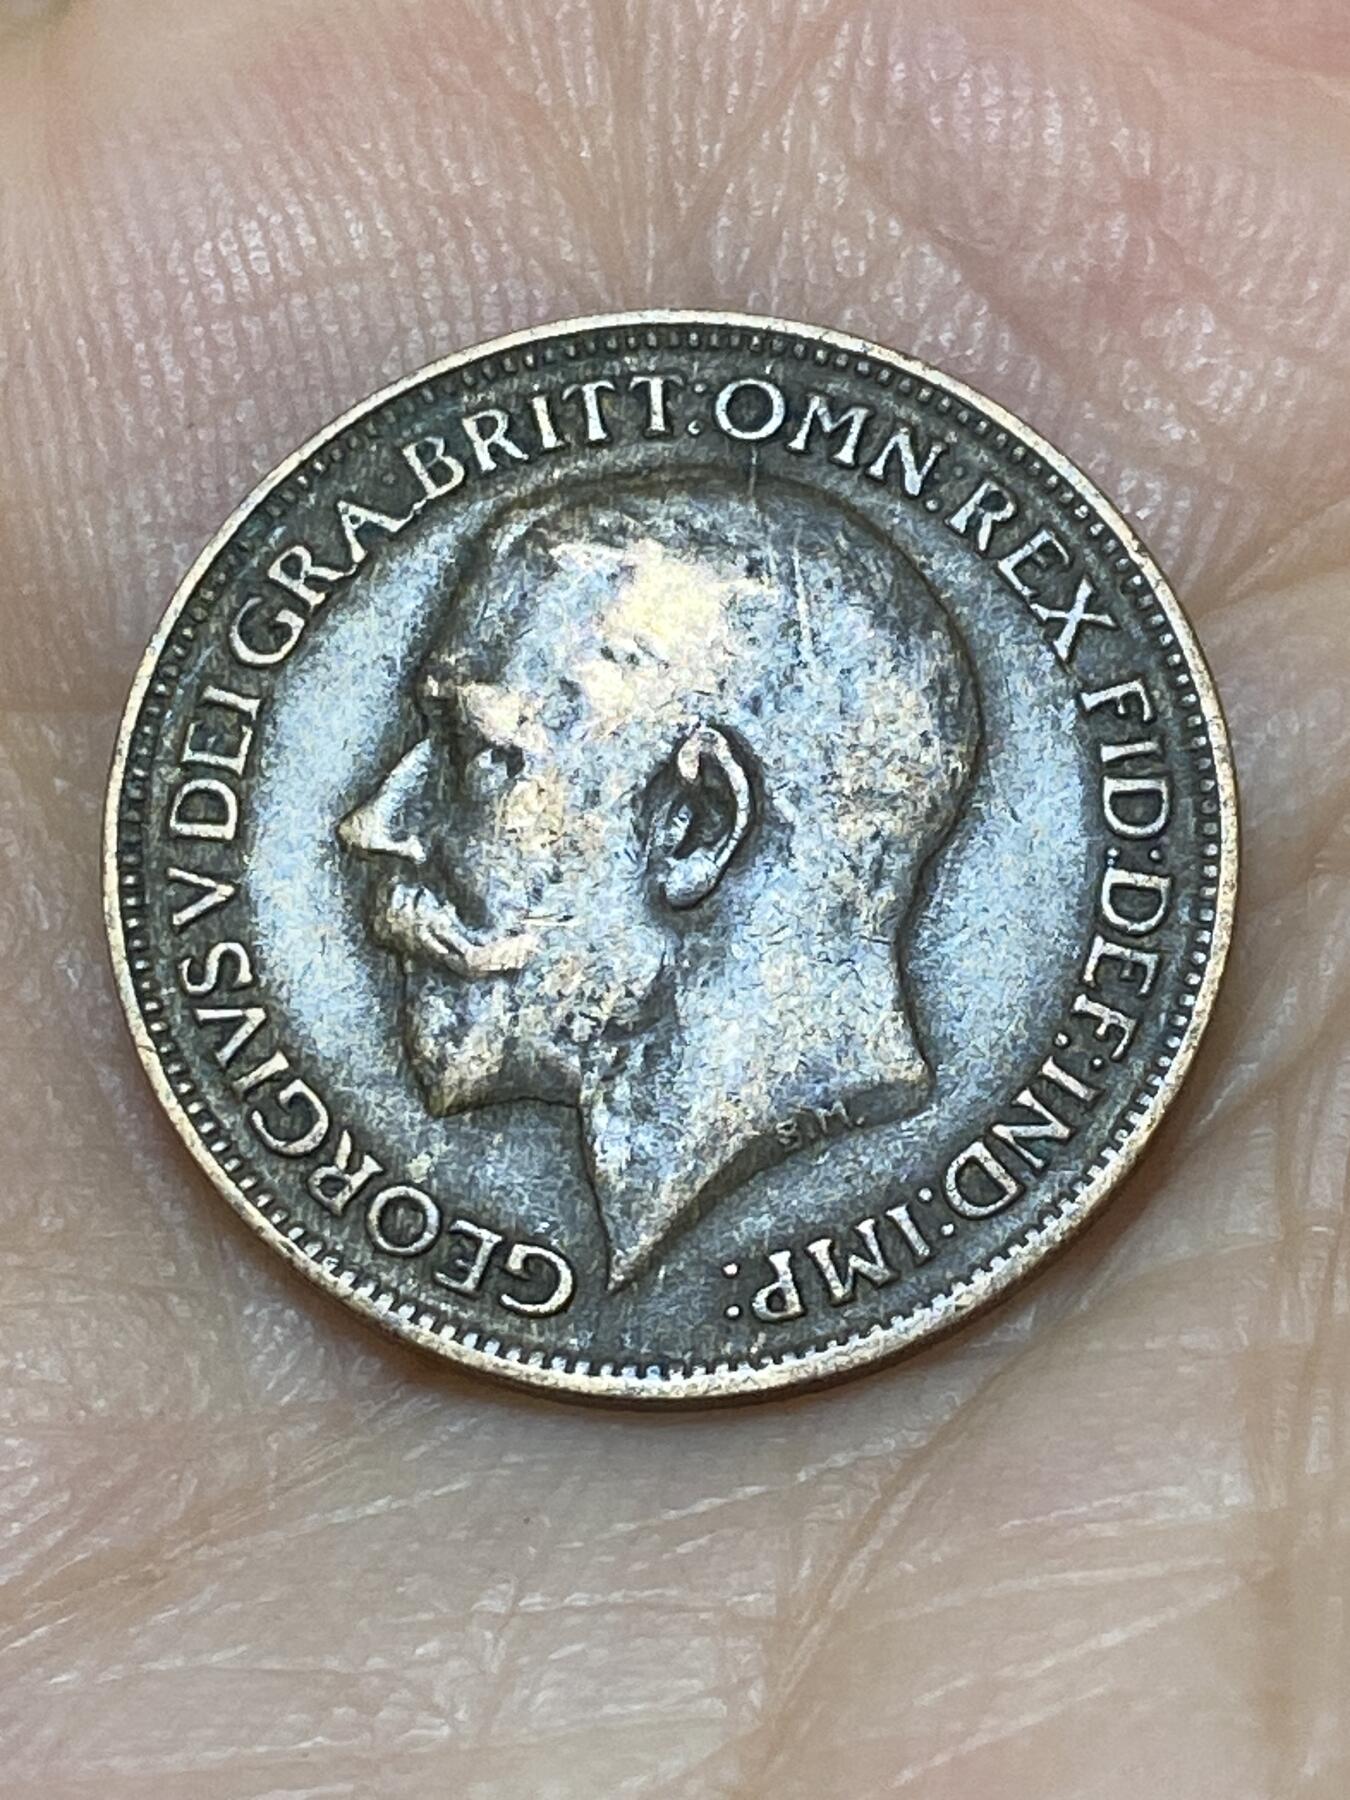 GEORGIVS V DEI GRA: BRITT: OMN: REX FID: DEF: IND: IMP:
B.M.